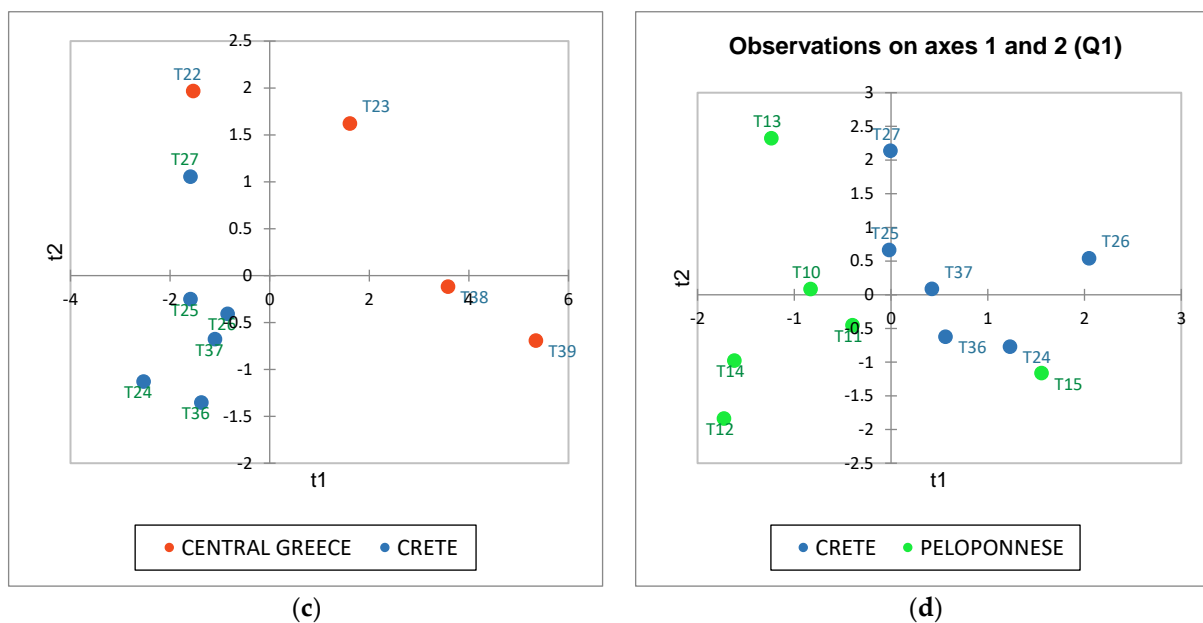 2.5
2
1.5
1
0.5
0
-0.5
-1
-1.5
-2
-4
-2
0
2
4
6
t2
t1
T22
T23
T27
T38
T25
T26
T37
T39
T24
T36
CENTRAL GREECE
CRETE
(c)
Observations on axes 1 and 2 (Q1)
3
2.5
2
1.5
1
0.5
0
-0.5
-1
-1.5
-2
-2.5
-2
-1
0
1
2
3
t2
t1
T13
T27
T25
T26
T10
T37
T11
T36
T24
T14
T15
T12
CRETE
PELOPONNESE
(d)